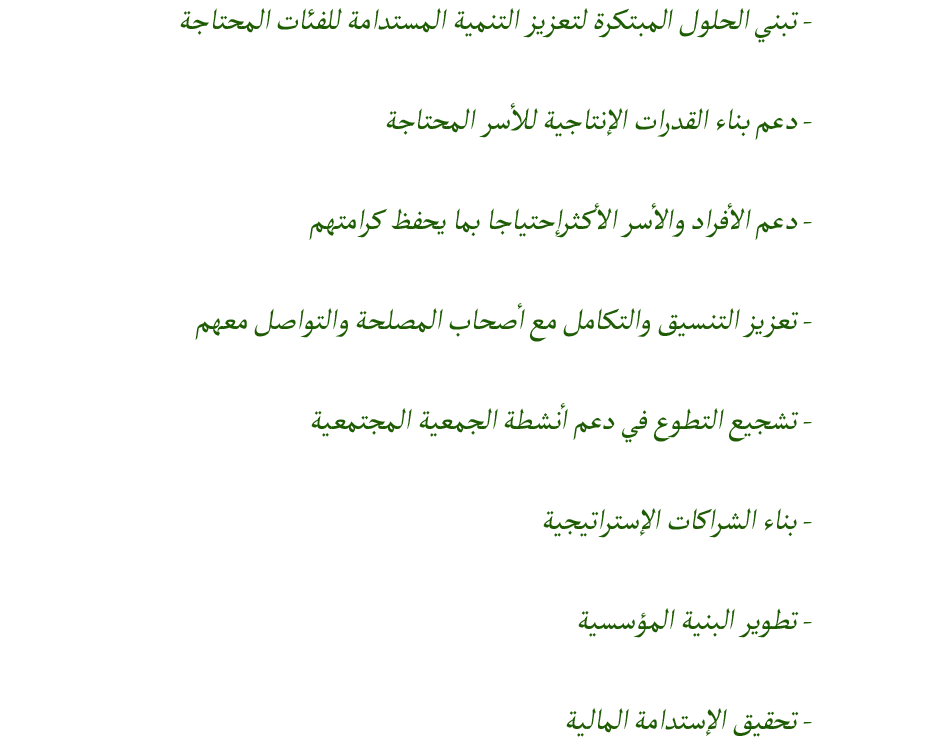 - تبني الحلول المبتكرة لتعزيز التنمية المستدامة للفئات المحتاجة
- دعم بناء القدرات الإنتاجية للأسر المحتاجة
- دعم الأفراد والأسر الأكثرإحتياجا بما يحفظ كرامتهم
- تعزيز التنسيق والتكامل مع أصحاب المصلحة والتواصل معهم
- تشجيع التطوع في دعم أنشطة الجمعية المجتمعية
- بناء الشراكات الإستراتيجية
- تطوير البنية المؤسسية
- تحقيق الإستدامة المالية